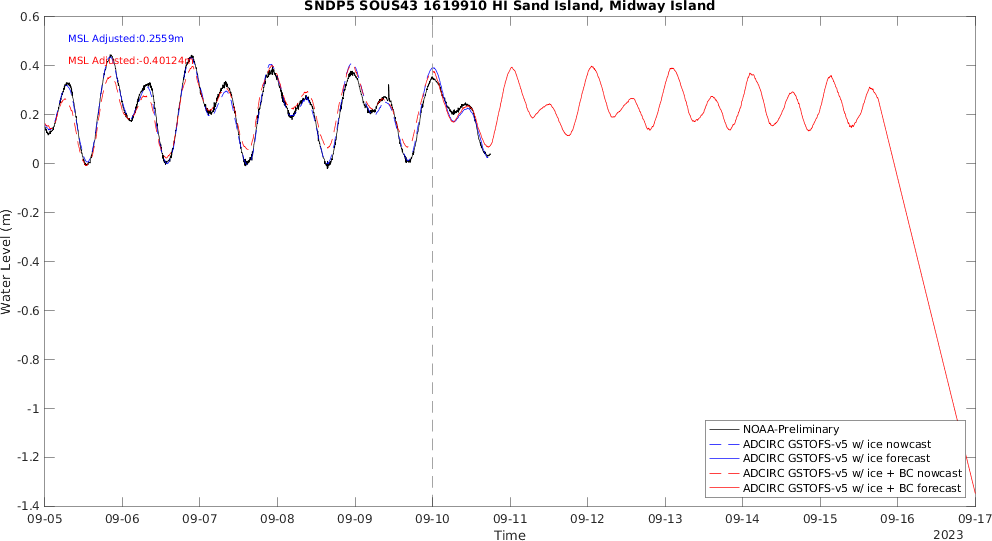 SNDP5 SOUS43 1619910 HI Sand Island, Midway Island
0.6
0.4
0.2
0
-0.2
-0.4
-0.6
-0.8
-1
-1.2
-1.4
Water Level (m)
MSL Adjusted:0.2559m
MSL Adjusted:-0.40124m
NOAA-Preliminary
ADCIRC GSTOFS-v5 w/ ice nowcast
ADCIRC GSTOFS-v5 w/ ice forecast
ADCIRC GSTOFS-v5 w/ ice + BC nowcast
ADCIRC GSTOFS-v5 w/ ice + BC forecast
09-05 09-06 09-07 09-08 09-09 09-10 09-11 09-12 09-13 09-14 09-15 09-16 09-17
Time
2023